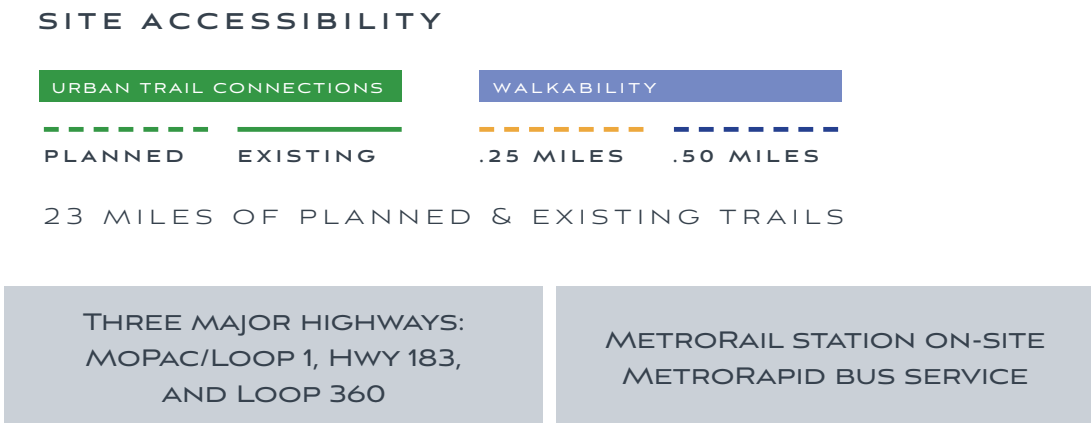 SITE ACCESSIBILITY
URBAN TRAIL CONNECTIONS
WALKABILITY
PLANNED EXISTING
.25 MILES .50 MILES
23 MILES OF PLANNED & EXISTING TRAILS
THREE MAJOR HIGHWAYS:
MOPAC/LOOP 1, HWY 183,
AND LOOP 360
METRORAIL STATION ON-SITE
METRORAPID BUS SERVICE